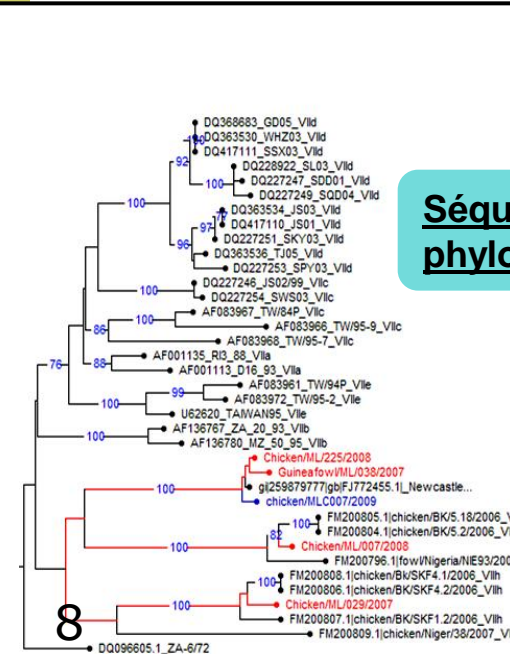 DQ368683_GD05_VIId
DQ363530_WHZ03_VIId
DQ417111_SSX03_VIId
92
DQ228922_SL03_VIId
100 DQ227247_SDD01_VIId
DQ227249_SQD04_VIId
100
DQ363534_JS03_VIId
DQ417110_JS01_VIId
97
DQ227251_SKY03_VIId
96
DQ363536_TJ05_VIId
DQ227253_SPY03_VIId
DQ227246_JS02/99_VIIc
100
DQ227254_SWS03_VIIc
AF083967_TW/84P_VIIc
100
AF083966_TW/95-9_VIIc
86
AF083968_TW/95-7_VIIc
AF001135_RI3_88_VIIa
76 88
AF001113_D16_93_VIIa
AF083961_TW/94P_VIIe
99
AF083972_TW/95-2_VIIe
100
U62620_TAIWAN95_VIIe
AF136767_ZA_20_93_VIIb
100
AF136780_MZ_50_95_VIIb
Chicken/ML/225/2008
Guineafowl/ML/038/2007
100 gi|259879777|gb|FJ772455.1|_Newcastle...
chicken/MLC007/2009
FM200805.1|chicken/BK/5.18/2006_V
100
FM200804.1|chicken/BK/5.2/2006_VI
82
100 Chicken/ML/007/2008
FM200796.1|fowl/Nigeria/NIE93/200
FM200808.1|chicken/Bk/SKF4.1/2006_VIIh
100
FM200806.1|chicken/BK/SKF4.2/2006_VIIh
100 Chicken/ML/029/2007
FM200807.1|chicken/BK/SKF1.2/2006_VIIh
8
FM200809.1|chicken/Niger/38/2007_VI
DQ096605.1_ZA-6/72
Séqu
phylo